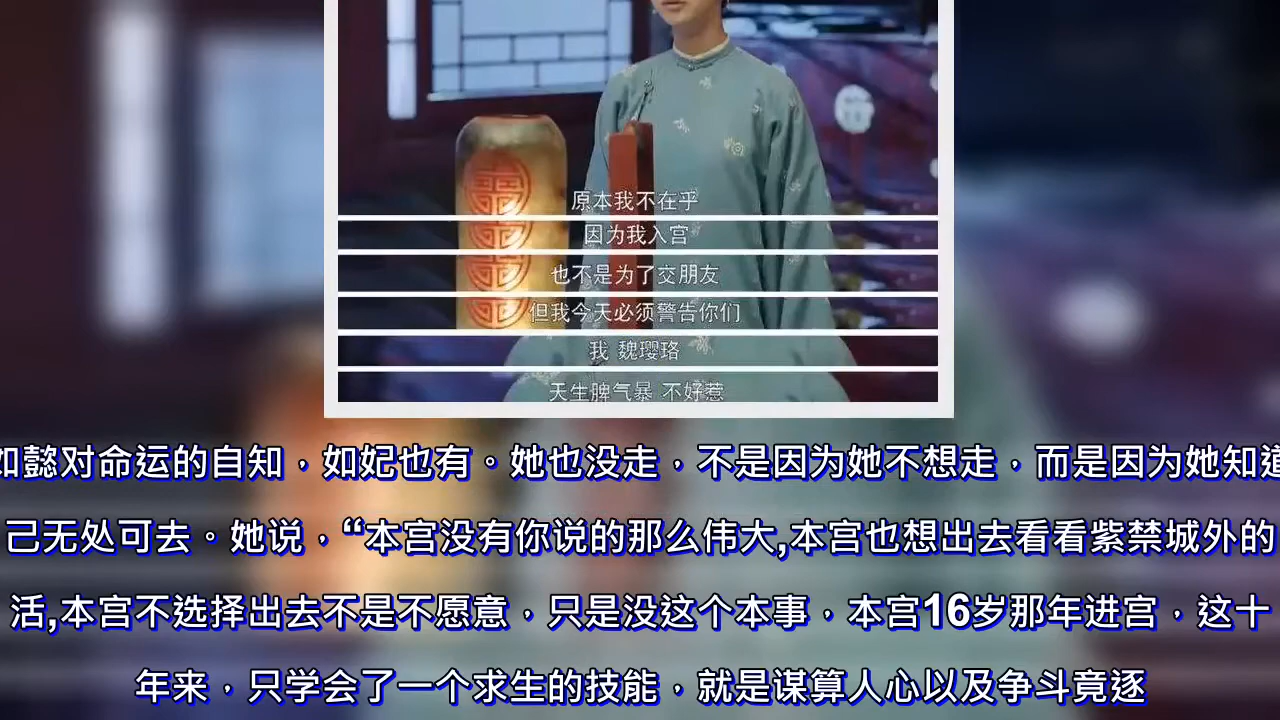 原本我不在乎
因为我入宫
也不是为了交朋友
但我今天必须警告你们
我 魏璎珞
天生脾气暴 不好惹
如懿对命运的自知，如妃也有。她也没走，不是因为她不想走，而是因为她知道
己无处可去。她说，“本宫没有你说的那么伟大,本宫也想出去看看紫禁城外的
活,本宫不选择出去不是不愿意，只是没这个本事，本宫16岁那年进宫，这十
年来，只学会了一个求生的技能，就是谋算人心以及争斗竟逐